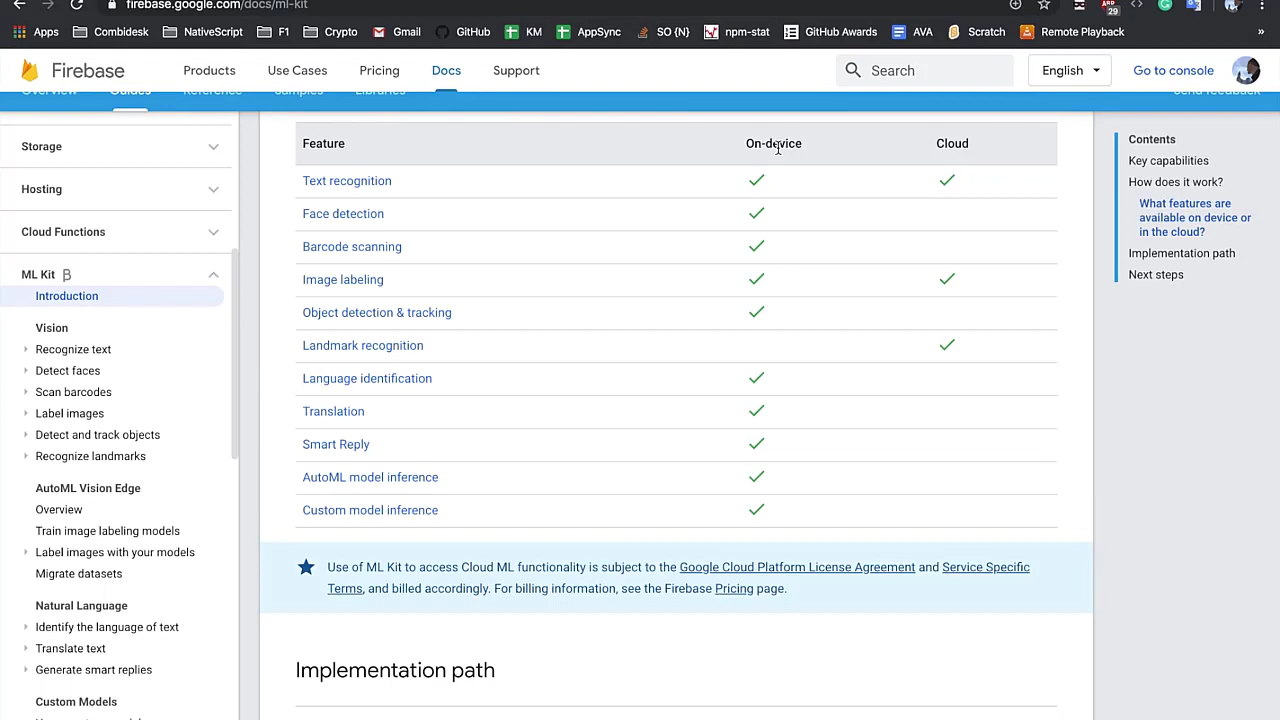 firebase.google.com/docs/ml-kit
29
Apps Combidesk NativeScript F1 Crypto Gmail GitHub KM AppSync SO {N} npm-stat GitHub Awards AVA Scratch Remote Playback »
Firebase Products Use Cases Pricing Docs Support Search English Go to console
Overview Guides Reference Samples Libraries Send feedback
Storage
Hosting
Cloud Functions
ML Kit β
Introduction
Vision
Recognize text
Detect faces
Scan barcodes
Label images
Detect and track objects
Recognize landmarks
AutoML Vision Edge
Overview
Train image labeling models
Label images with your models
Migrate datasets
Natural Language
Identify the language of text
Translate text
Generate smart replies
Custom Models
Feature On-device Cloud
Text recognition
Face detection
Barcode scanning
Image labeling
Object detection & tracking
Landmark recognition
Language identification
Translation
Smart Reply
AutoML model inference
Custom model inference
Use of ML Kit to access Cloud ML functionality is subject to the Google Cloud Platform License Agreement and Service Specific
Terms, and billed accordingly. For billing information, see the Firebase Pricing page.
Implementation path
Contents
Key capabilities
How does it work?
What features are
available on device or
in the cloud?
Implementation path
Next steps